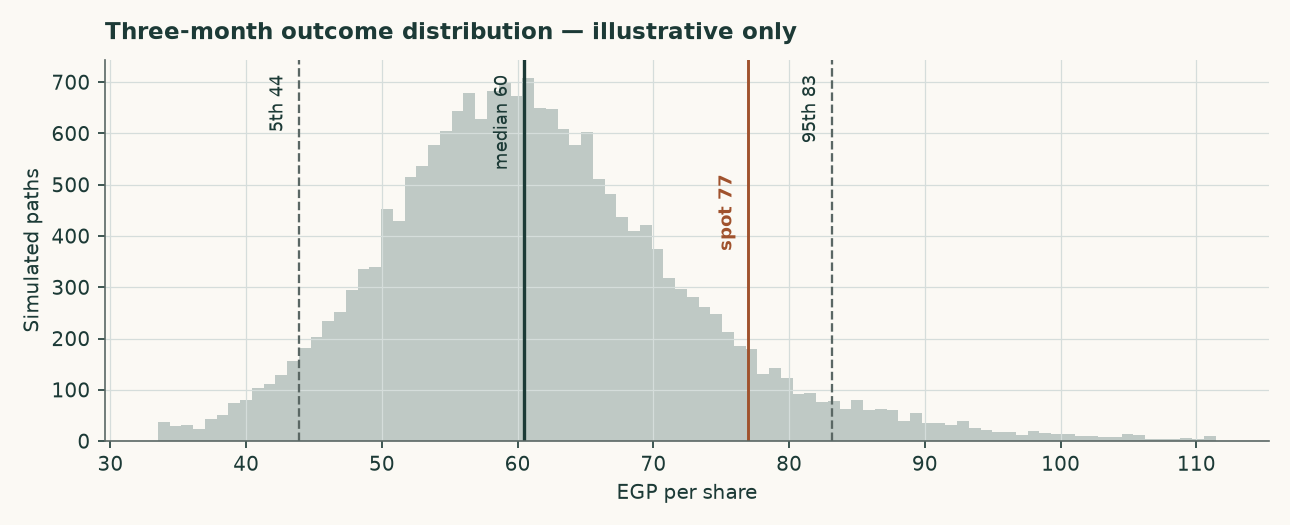 Three-month outcome distribution — illustrative only
Simulated paths
700
600
500
400
300
200
100
0
5th 44
median 60
spot 77
95th 83
30 40 50 60 70 80 90 100 110
EGP per share